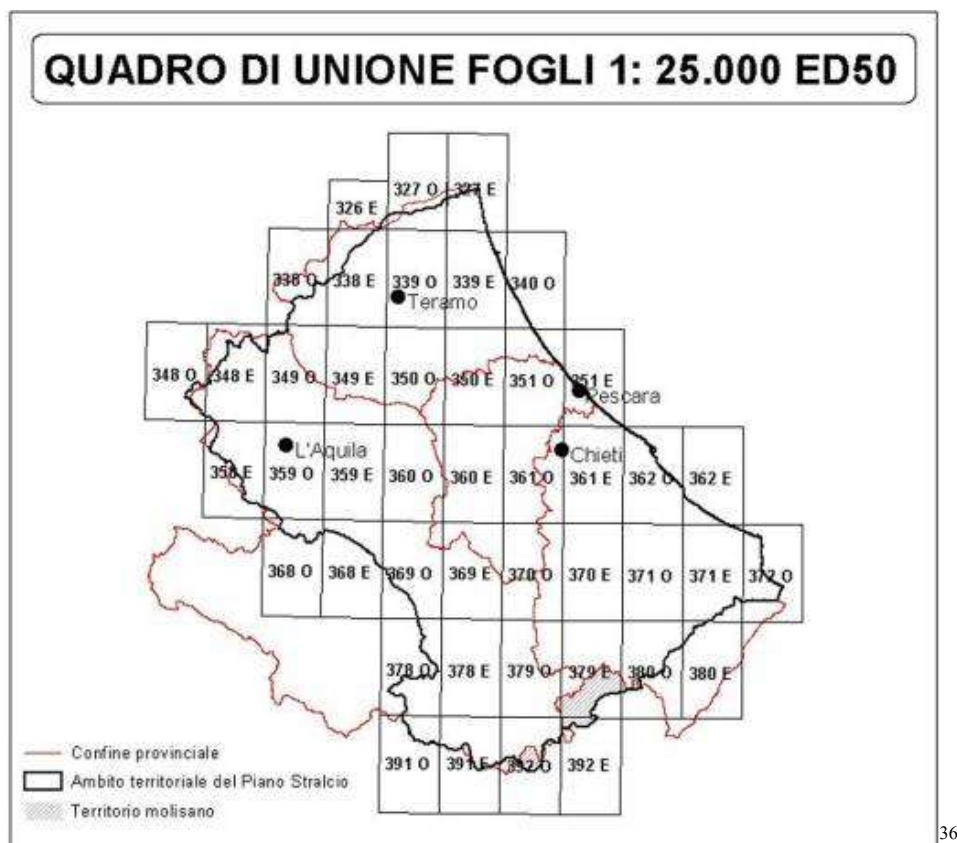 QUADRO DI UNIONE FOGLI 1: 25.000 ED50
327 O 327 E
326 E
338 O 338 E 339 O 339 E 340 O
Teramo
348 O 348 E 349 O 349 E 350 O 350 E 351 O 351 E
Pescara
L'Aquila
Chieti
358 E 359 O 359 E 360 O 360 E 361 O 361 E 362 O 362 E
368 O 368 E 369 O 369 E 370 O 370 E 371 O 371 E 372 O
378 O 378 E 379 O 379 E 380 O 380 E
391 O 391 E 392 O 392 E
Confine provinciale
Ambito territoriale del Piano Stralcio
Territorio molisano
36